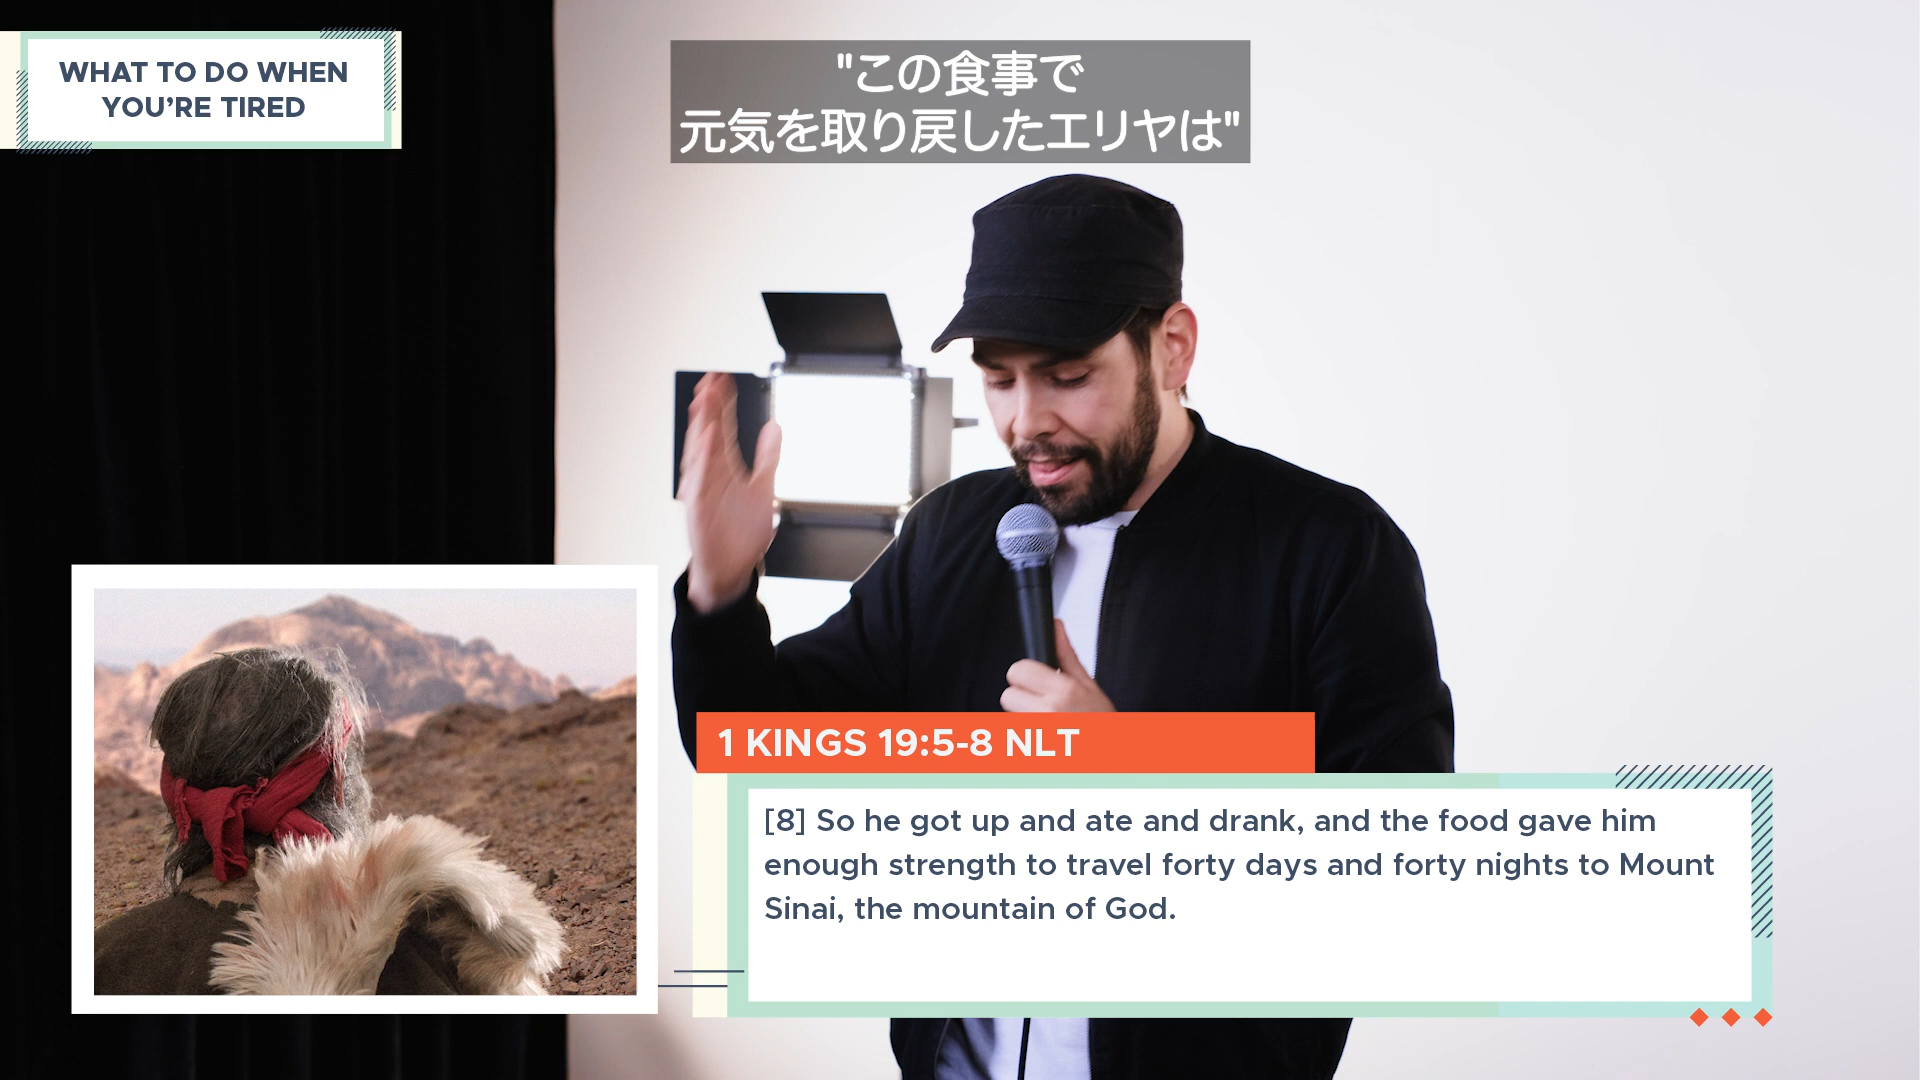 WHAT TO DO WHEN
YOU’RE TIRED
"この食事で
元気を取り戻したエリヤは"
1 KINGS 19:5-8 NLT
[8] So he got up and ate and drank, and the food gave him
enough strength to travel forty days and forty nights to Mount
Sinai, the mountain of God.